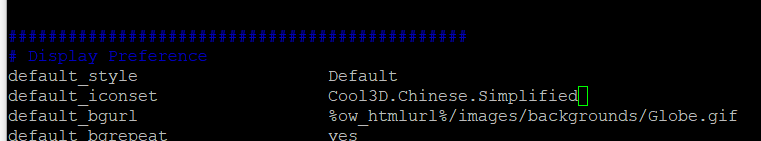 ##############################################
# Display Preference
default_style Default
default_iconset Cool3D.Chinese.Simplified
default_bgurl %ow_htmlurl%/images/backgrounds/Globe.gif
default_bgrepeat yes